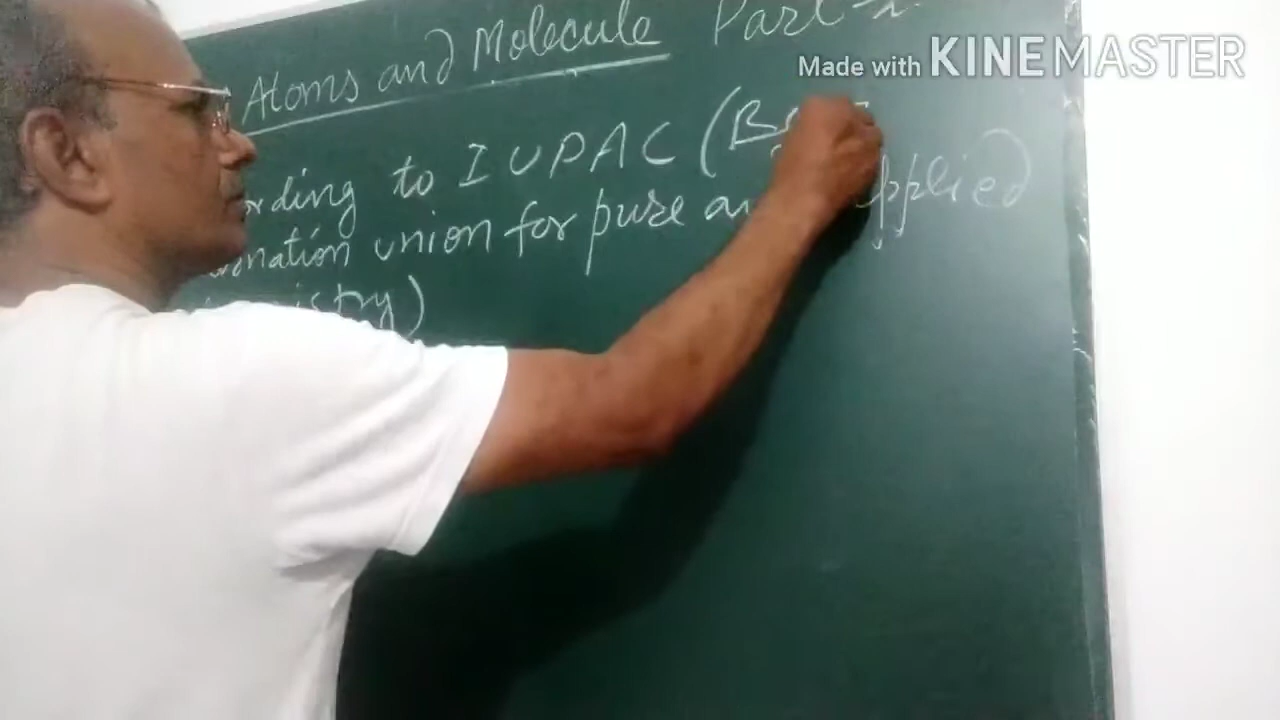 Atoms and Molecule Part-
Made with KINEMASTER
rding to IUPAC (
nation union for pure an pplied
istry)